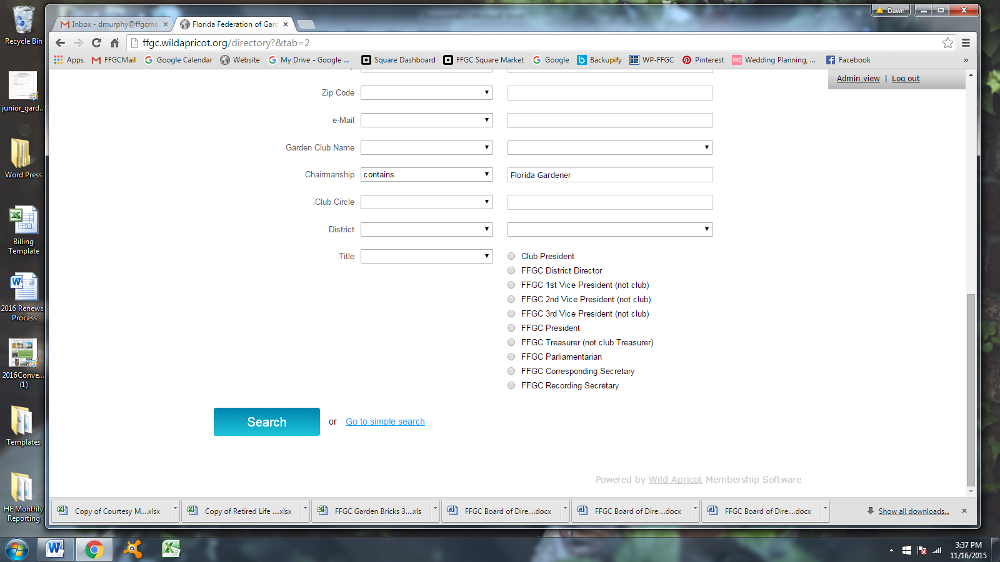 Recycle Bin
junior_gard...
Word Press
Billing
Template
2016 Renewa
Process
2016Conve...
(1)
Templates
HE Monthly
Reporting
Dawn
Inbox - dmurphy@ffgcma
Florida Federation of Garc
ffgc.wildapricot.org/directory?&tab=2
Apps FFGCMail Google Calendar Website My Drive - Google ... Square Dashboard FFGC Square Market Google Backupify WP-FFGC Pinterest Wedding Planning, ... Facebook »
Admin view | Log out
Zip Code
e-Mail
Garden Club Name
Chairmanship contains Florida Gardener
Club Circle
District
Title
Club President
FFGC District Director
FFGC 1st Vice President (not club)
FFGC 2nd Vice President (not club)
FFGC 3rd Vice President (not club)
FFGC President
FFGC Treasurer (not club Treasurer)
FFGC Parliamentarian
FFGC Corresponding Secretary
FFGC Recording Secretary
Search or Go to simple search
Powered by Wild Apricot Membership Software
Copy of Courtesy M....xlsx Copy of Retired Life ....xlsx FFGC Garden Bricks 3....xls FFGC Board of Dire....docx FFGC Board of Dire....docx FFGC Board of Dire....docx Show all downloads...
3:37 PM
11/16/2015